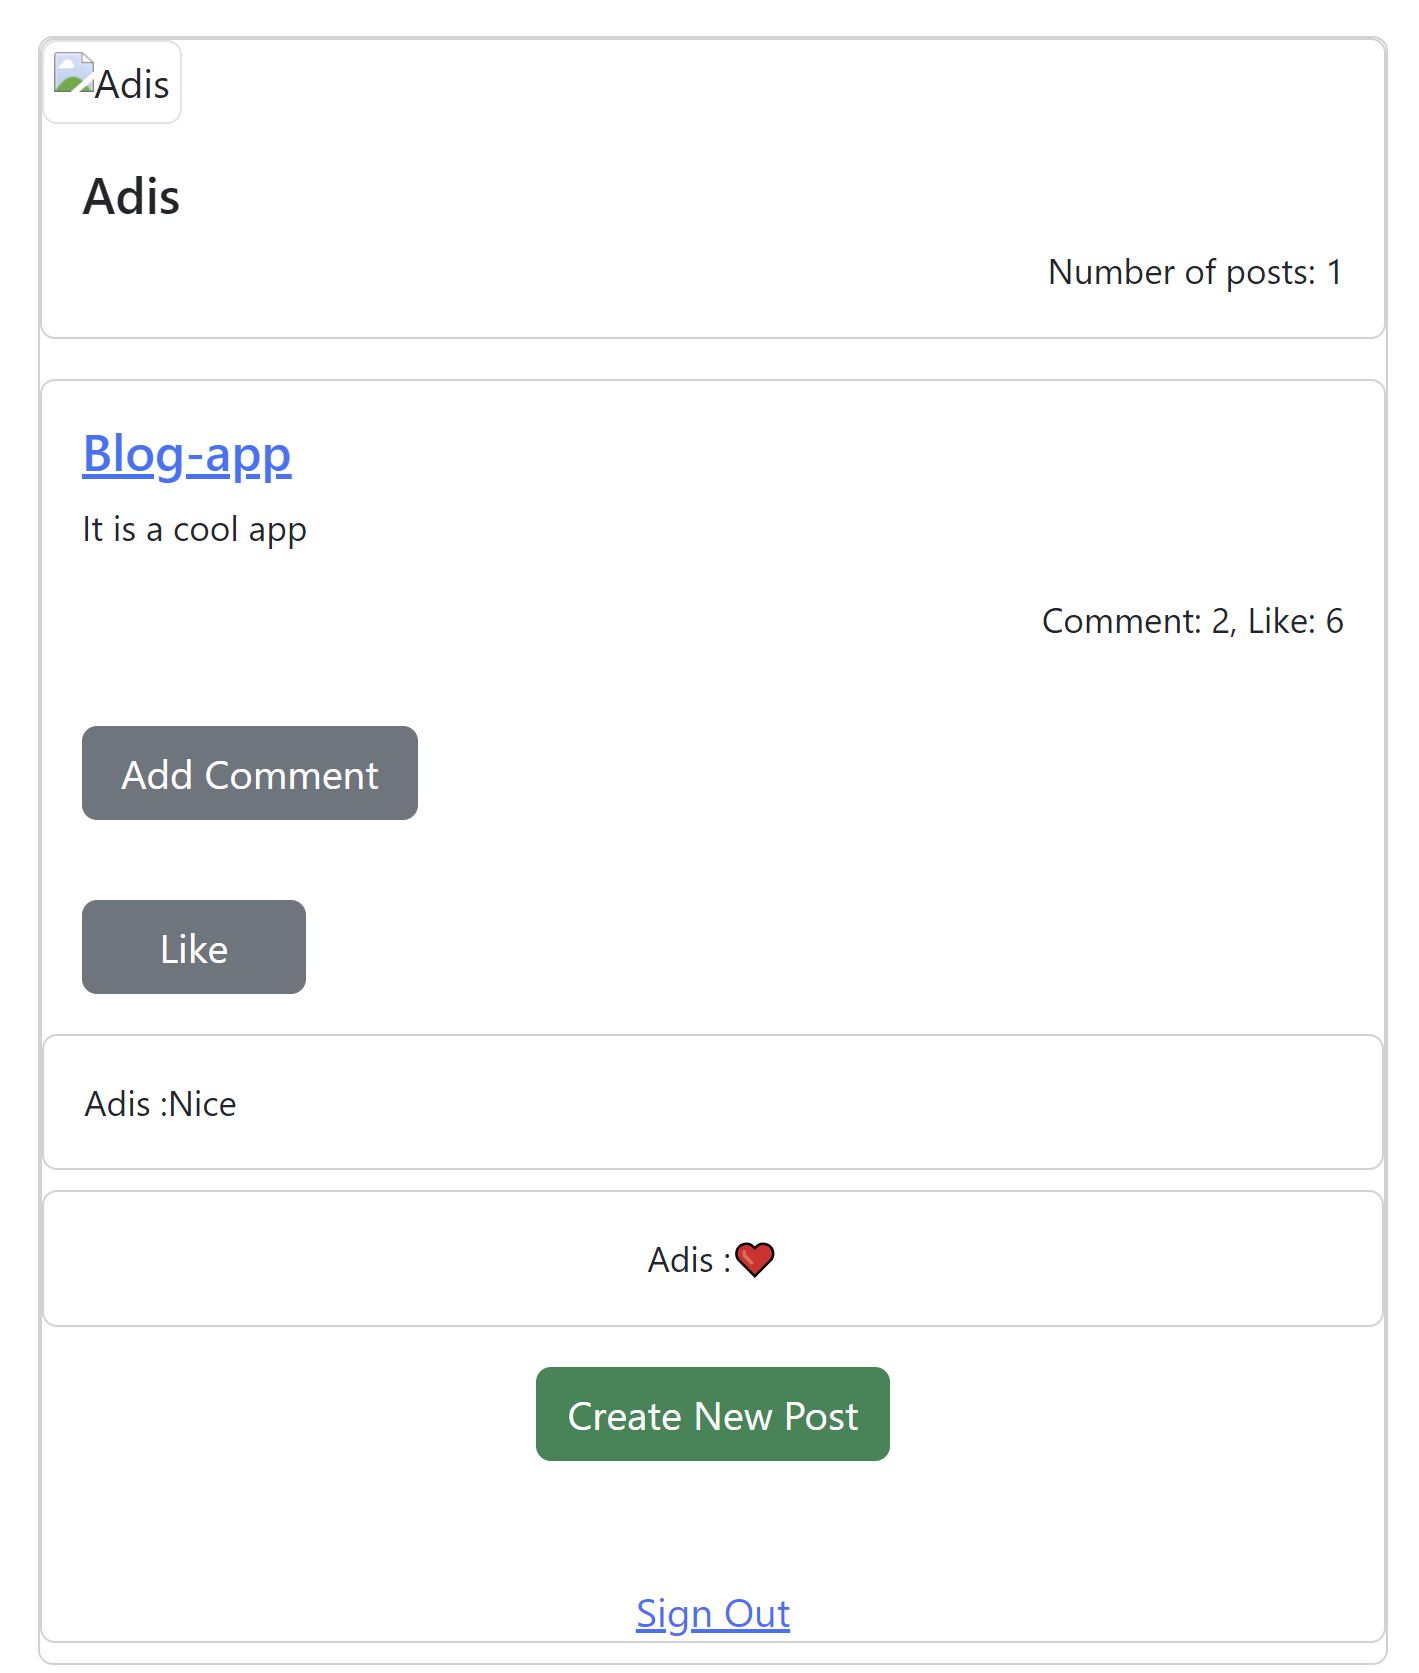 Adis
Adis
Number of posts: 1
Blog-app
It is a cool app
Comment: 2, Like: 6
Add Comment
Like
Adis :Nice
Adis :❤️
Create New Post
Sign Out